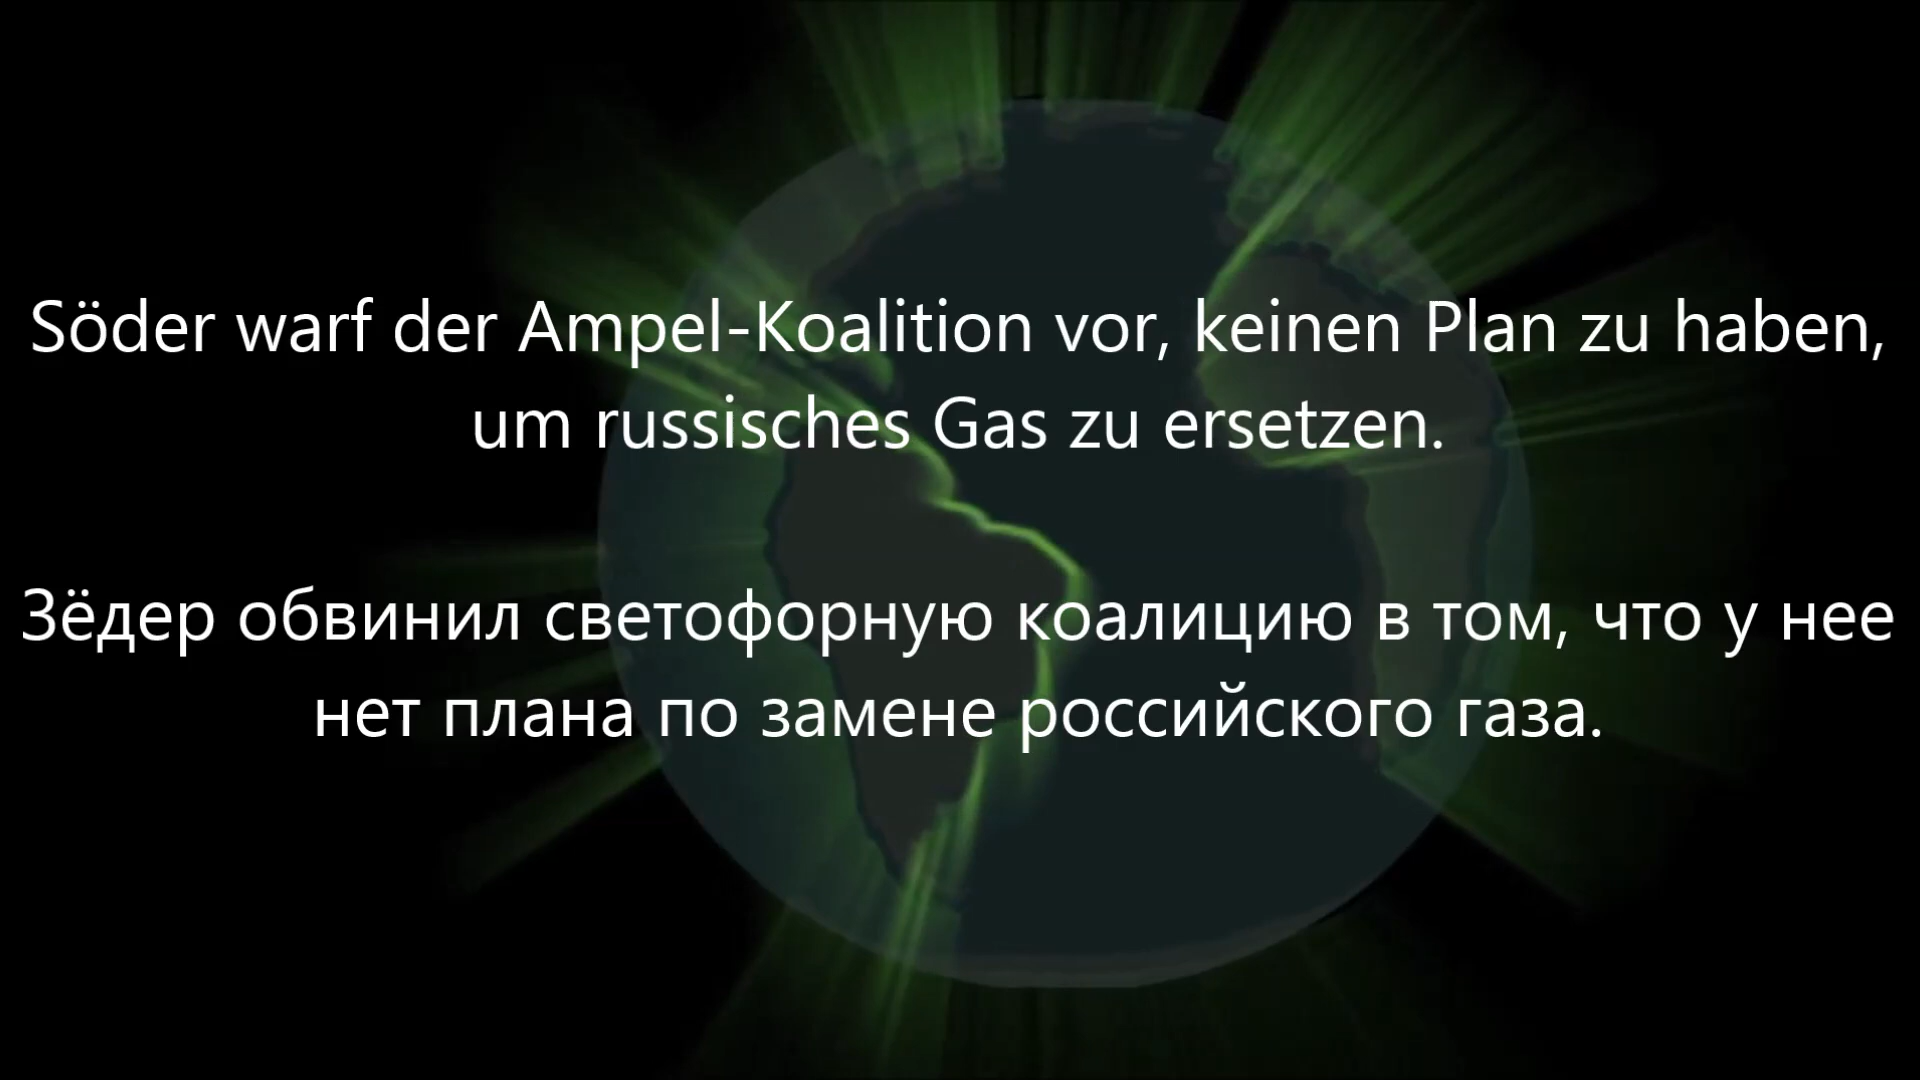 Söder warf der Ampel-Koalition vor, keinen Plan zu haben,
um russisches Gas zu ersetzen.
Зёдер обвинил светофорную коалицию в том, что у нее
нет плана по замене российского газа.